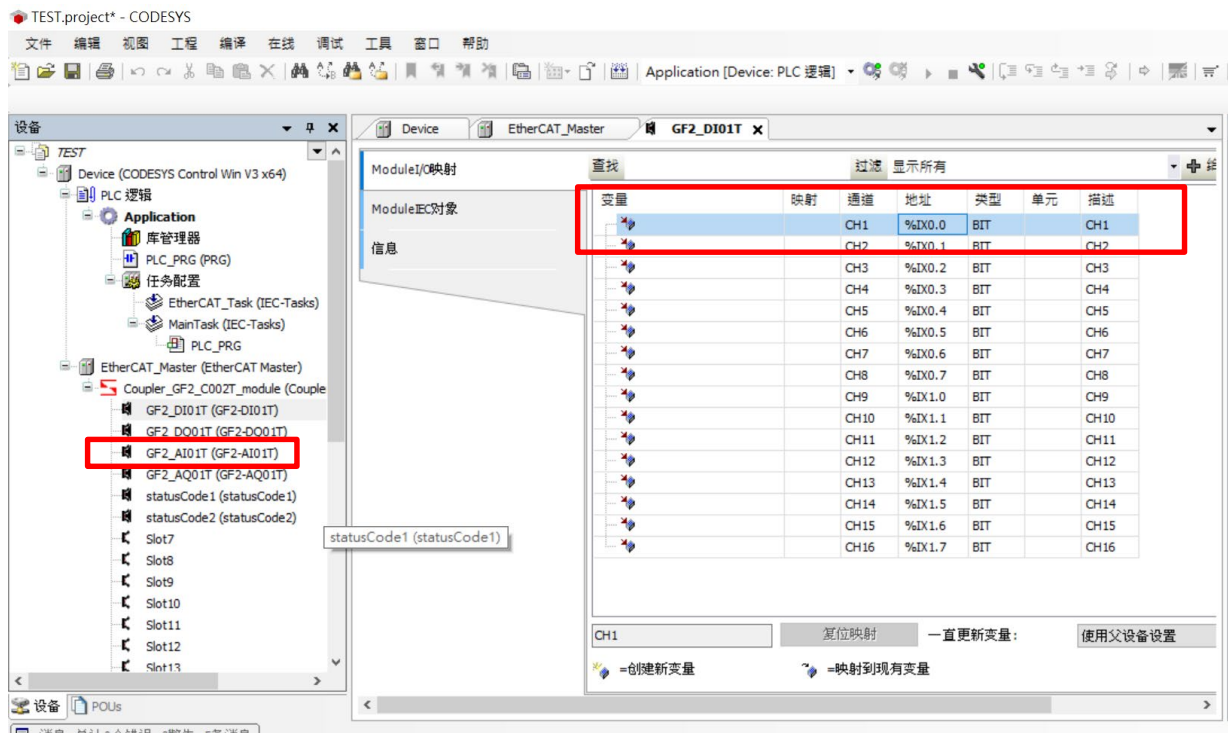 TEST.project* - CODESYS
文件 编辑 视图 工程 编译 在线 调试 工具 窗口 帮助
Application [Device: PLC 逻辑]
设备
TEST
Device (CODESYS Control Win V3 x64)
PLC 逻辑
Application
库管理器
PLC_PRG (PRG)
任务配置
EtherCAT_Task (IEC-Tasks)
MainTask (IEC-Tasks)
PLC_PRG
EtherCAT_Master (EtherCAT Master)
Coupler_GF2_C002T_module (Couple
GF2_DI01T (GF2-DI01T)
GF2_DQ01T (GF2-DQ01T)
GF2_AI01T (GF2-AI01T)
GF2_AQ01T (GF2-AQ01T)
statusCode1 (statusCode1)
statusCode2 (statusCode2)
Slot7
Slot8
Slot9
Slot10
Slot11
Slot12
Slot13
statusCode1 (statusCode1)
设备 POUs
Device EtherCAT_Master GF2_DI01T
ModuleI/O映射
ModuleIEC对象
信息
查找 过滤 显示所有
变量 映射 通道 地址 类型 单元 描述
CH1 %IX0.0 BIT CH1
CH2 %IX0.1 BIT CH2
CH3 %IX0.2 BIT CH3
CH4 %IX0.3 BIT CH4
CH5 %IX0.4 BIT CH5
CH6 %IX0.5 BIT CH6
CH7 %IX0.6 BIT CH7
CH8 %IX0.7 BIT CH8
CH9 %IX1.0 BIT CH9
CH10 %IX1.1 BIT CH10
CH11 %IX1.2 BIT CH11
CH12 %IX1.3 BIT CH12
CH13 %IX1.4 BIT CH13
CH14 %IX1.5 BIT CH14
CH15 %IX1.6 BIT CH15
CH16 %IX1.7 BIT CH16
CH1 复位映射 一直更新变量: 使用父设备设置
=创建新变量 =映射到现有变量